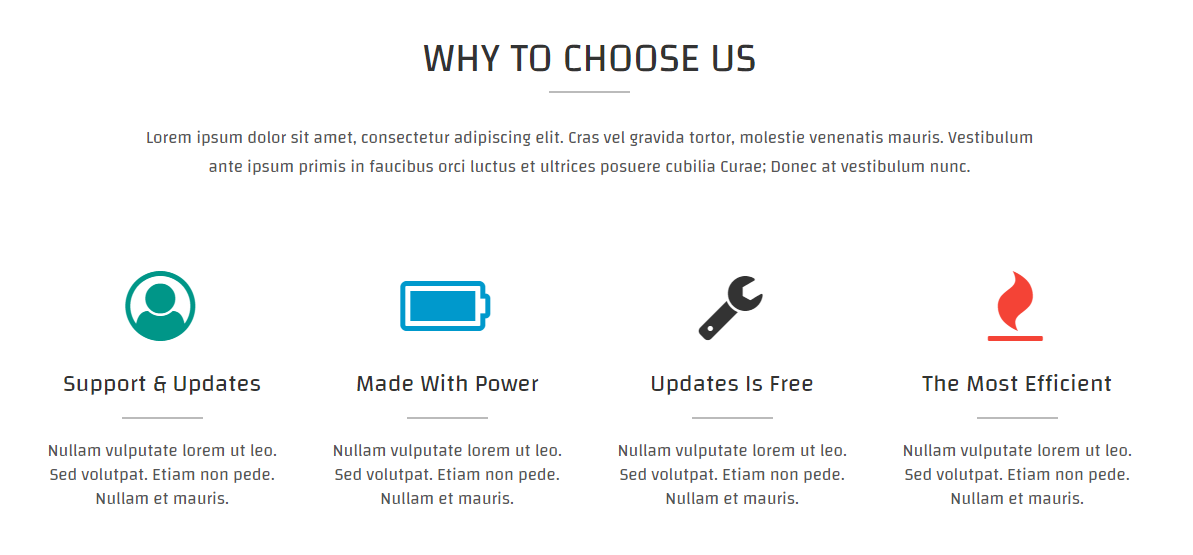 WHY TO CHOOSE US
Lorem ipsum dolor sit amet, consectetur adipiscing elit. Cras vel gravida tortor, molestie venenatis mauris. Vestibulum
ante ipsum primis in faucibus orci luctus et ultrices posuere cubilia Curae; Donec at vestibulum nunc.
Support & Updates
Nullam vulputate lorem ut leo.
Sed volutpat. Etiam non pede.
Nullam et mauris.
Made With Power
Nullam vulputate lorem ut leo.
Sed volutpat. Etiam non pede.
Nullam et mauris.
Updates Is Free
Nullam vulputate lorem ut leo.
Sed volutpat. Etiam non pede.
Nullam et mauris.
The Most Efficient
Nullam vulputate lorem ut leo.
Sed volutpat. Etiam non pede.
Nullam et mauris.